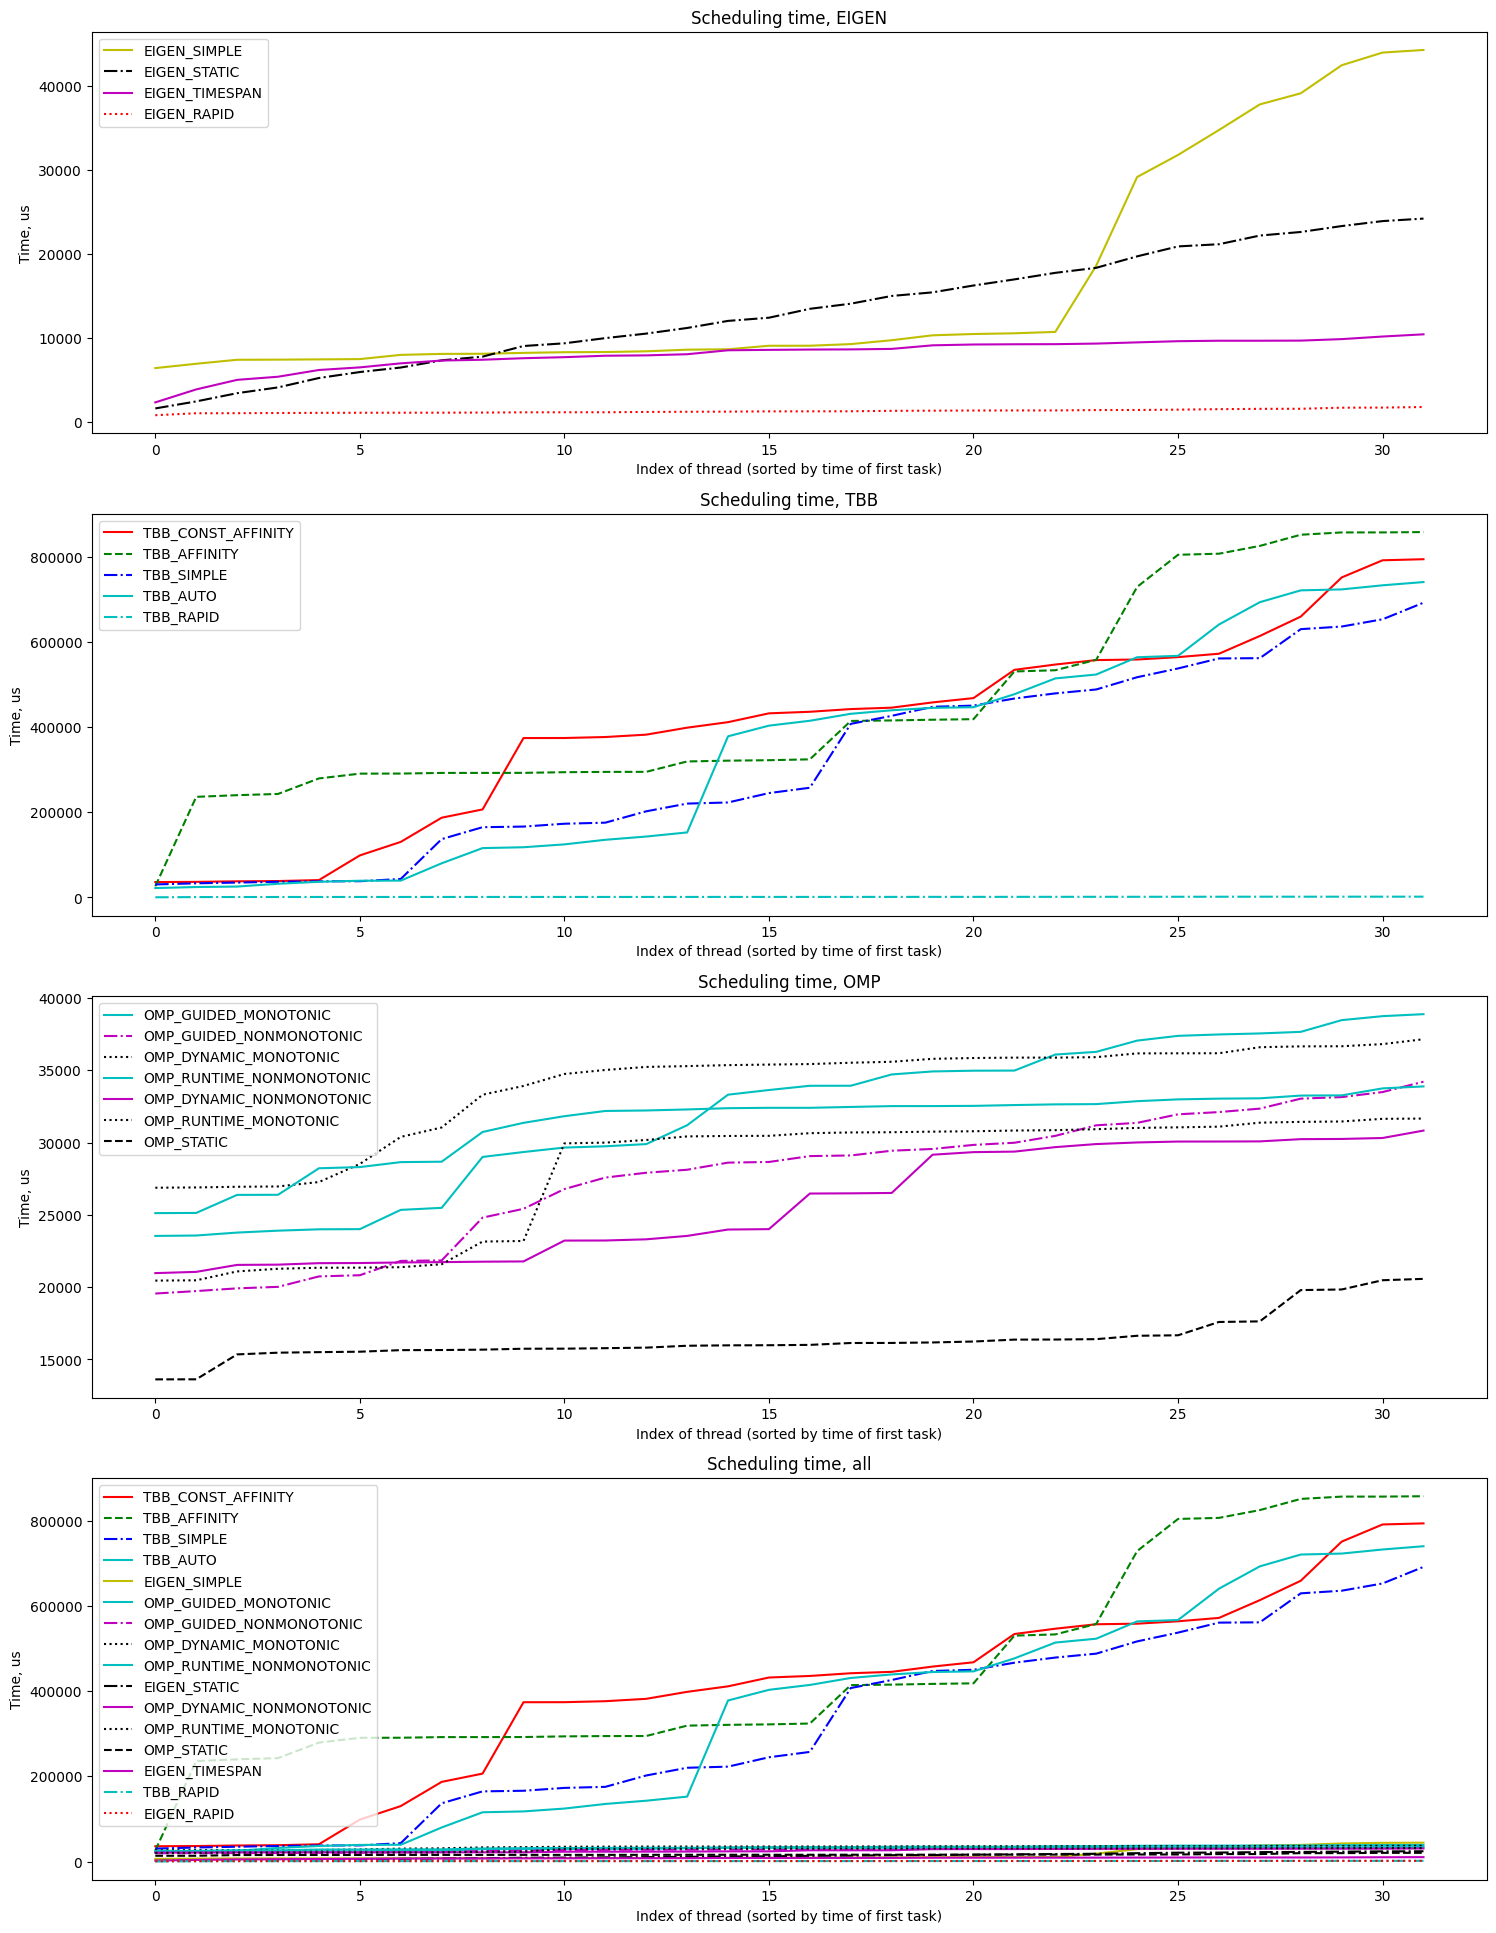 Scheduling time, EIGEN
EIGEN_SIMPLE
EIGEN_STATIC
EIGEN_TIMESPAN
EIGEN_RAPID
40000
30000
20000
10000
0
Time, us
0 5 10 15 20 25 30
Index of thread (sorted by time of first task)
Scheduling time, TBB
TBB_CONST_AFFINITY
TBB_AFFINITY
TBB_SIMPLE
TBB_AUTO
TBB_RAPID
800000
600000
400000
200000
0
Time, us
0 5 10 15 20 25 30
Index of thread (sorted by time of first task)
Scheduling time, OMP
OMP_GUIDED_MONOTONIC
OMP_GUIDED_NONMONOTONIC
OMP_DYNAMIC_MONOTONIC
OMP_RUNTIME_NONMONOTONIC
OMP_DYNAMIC_NONMONOTONIC
OMP_RUNTIME_MONOTONIC
OMP_STATIC
40000
35000
30000
25000
20000
15000
Time, us
0 5 10 15 20 25 30
Index of thread (sorted by time of first task)
Scheduling time, all
TBB_CONST_AFFINITY
TBB_AFFINITY
TBB_SIMPLE
TBB_AUTO
EIGEN_SIMPLE
OMP_GUIDED_MONOTONIC
OMP_GUIDED_NONMONOTONIC
OMP_DYNAMIC_MONOTONIC
OMP_RUNTIME_NONMONOTONIC
EIGEN_STATIC
OMP_DYNAMIC_NONMONOTONIC
OMP_RUNTIME_MONOTONIC
OMP_STATIC
EIGEN_TIMESPAN
TBB_RAPID
EIGEN_RAPID
800000
600000
400000
200000
0
Time, us
0 5 10 15 20 25 30
Index of thread (sorted by time of first task)